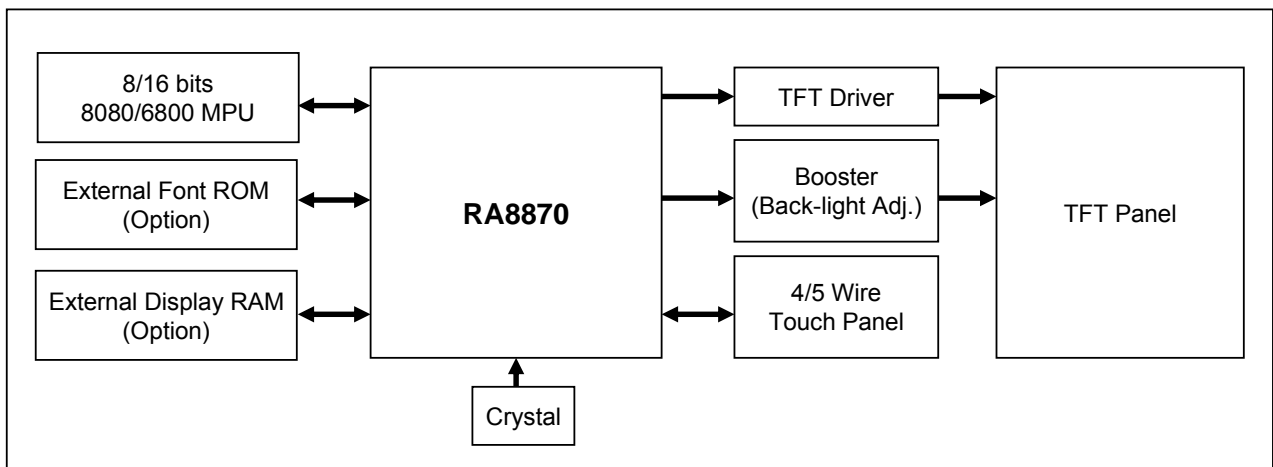 8/16 bits
8080/6800 MPU
External Font ROM
(Option)
External Display RAM
(Option)
RA8870
Crystal
TFT Driver
Booster
(Back-light Adj.)
4/5 Wire
Touch Panel
TFT Panel